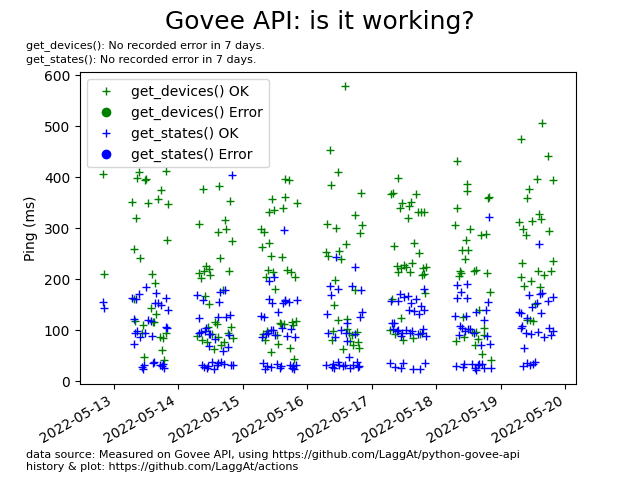 Govee API: is it working?
get_devices(): No recorded error in 7 days.
get_states(): No recorded error in 7 days.
600
500
400
300
200
100
0
Ping (ms)
get_devices() OK
get_devices() Error
get_states() OK
get_states() Error
2022-05-13
2022-05-14
2022-05-15
2022-05-16
2022-05-17
2022-05-18
2022-05-19
2022-05-20
data source: Measured on Govee API, using https://github.com/LaggAt/python-govee-api
history & plot: https://github.com/LaggAt/actions